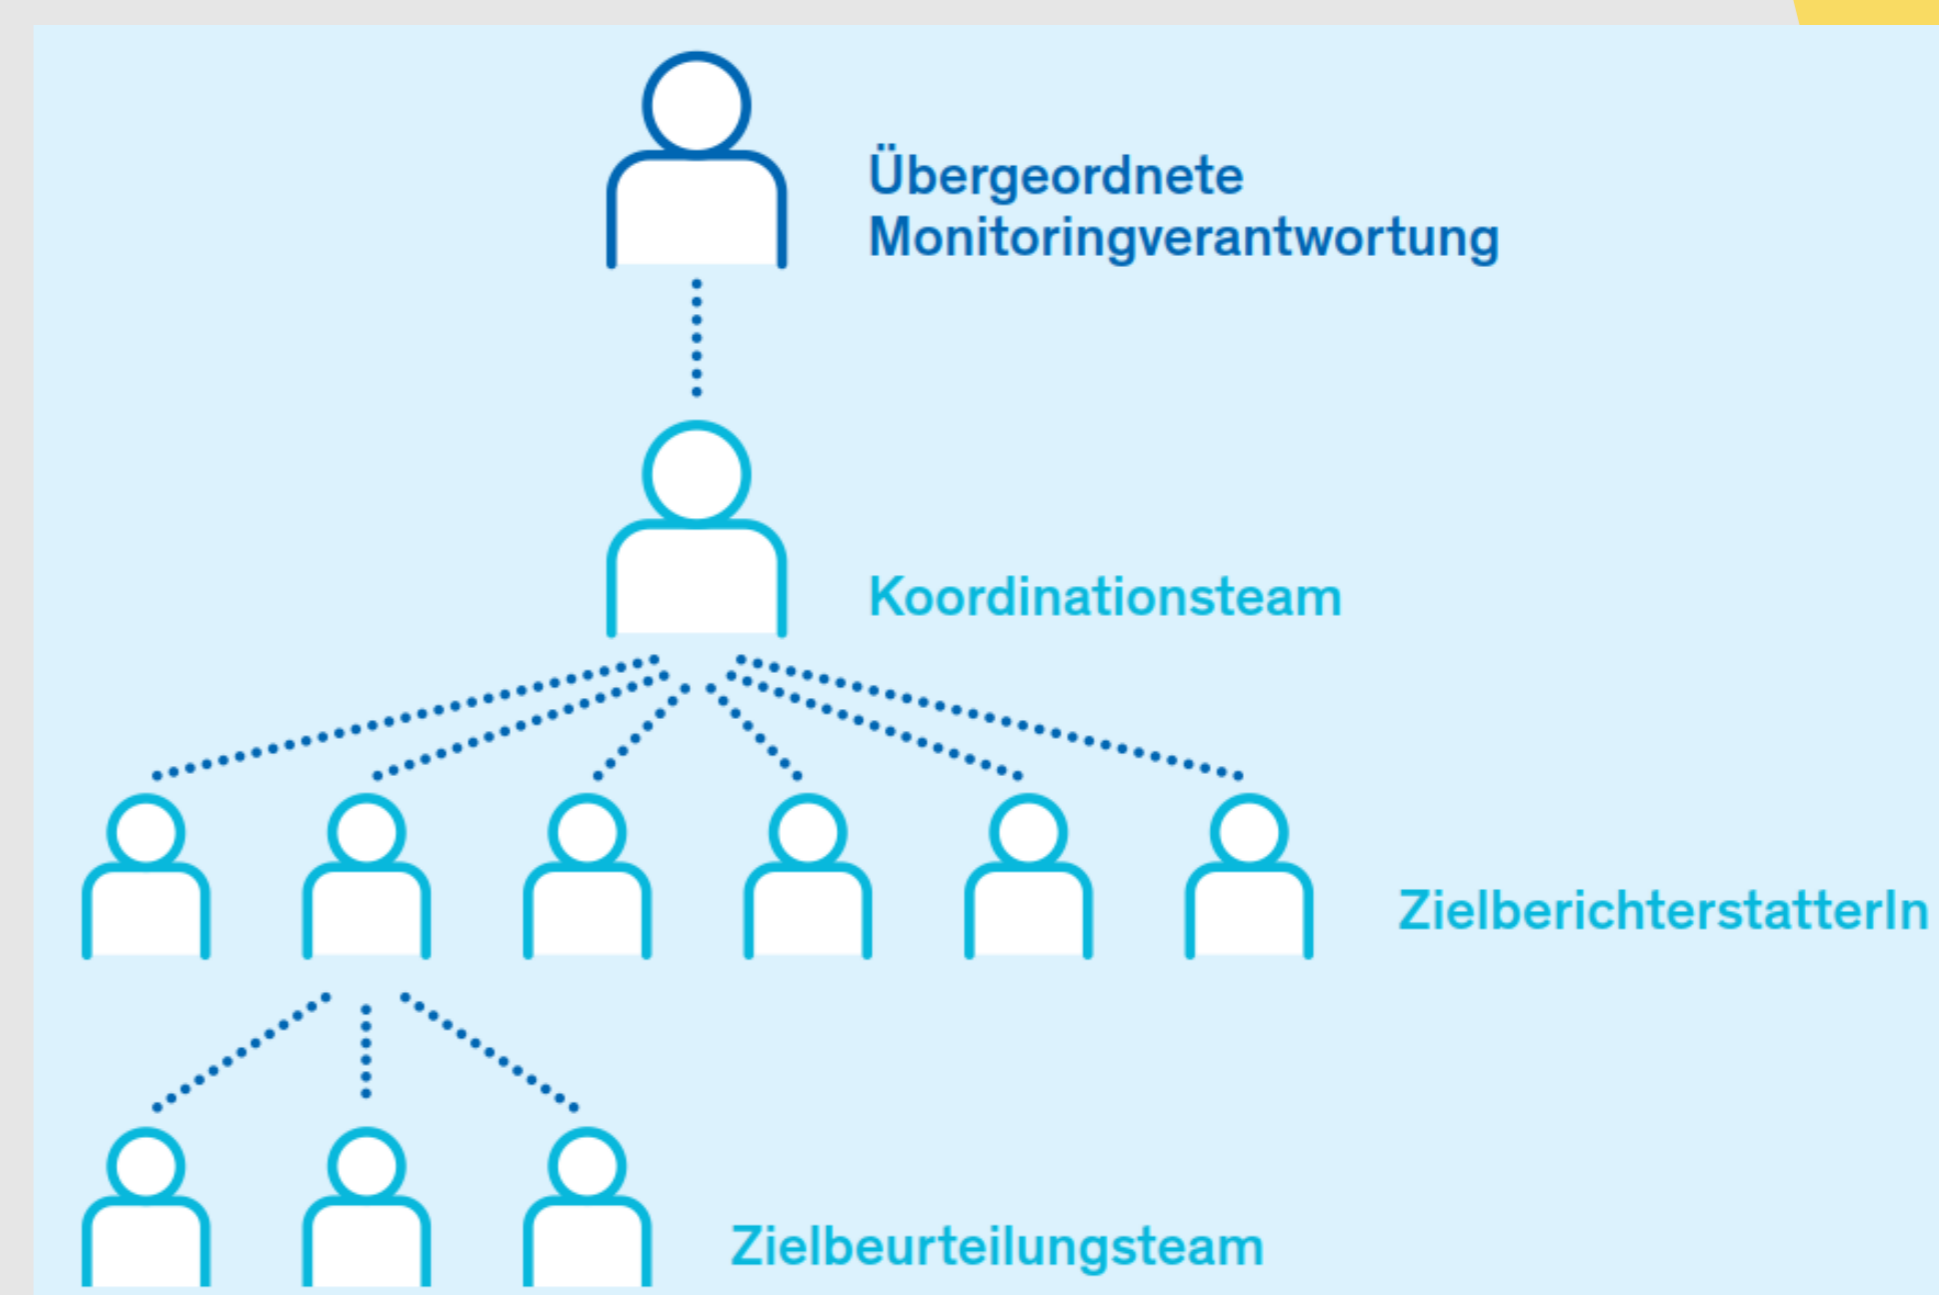 Übergeordnete
Monitoringverantwortung
Koordinationsteam
ZielberichterstatterIn
Zielbeurteilungsteam